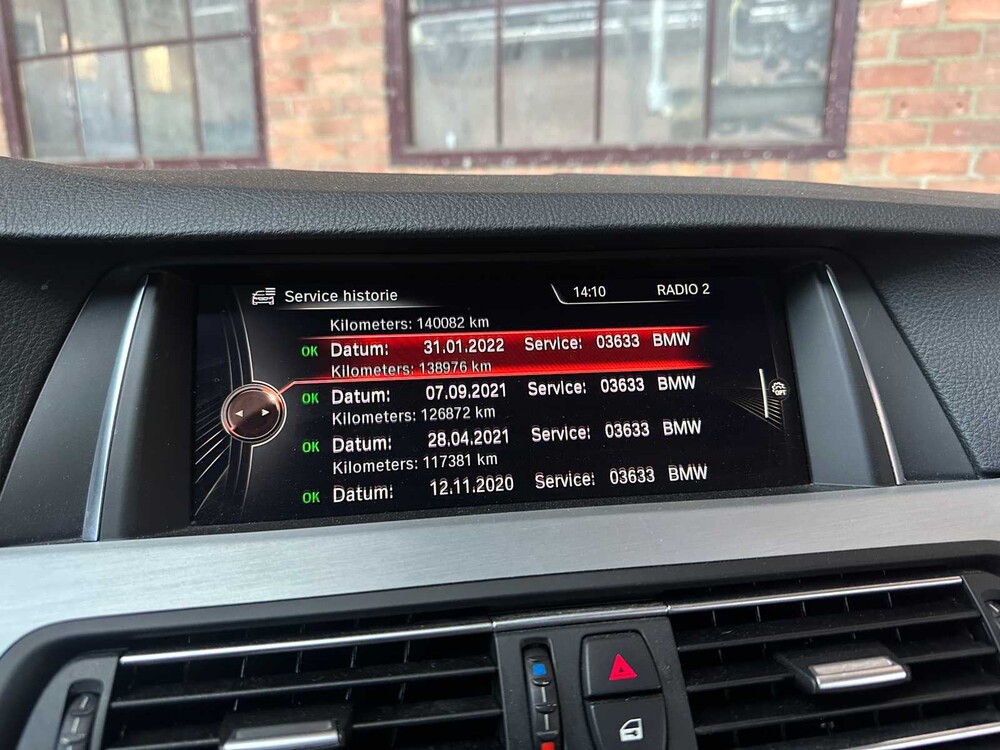 Service historie 14:10 RADIO 2
Kilometers: 140082 km
OK Datum: 31.01.2022 Service: 03633 BMW
Kilometers: 138976 km
OK Datum: 07.09.2021 Service: 03633 BMW
Kilometers: 126872 km
OK Datum: 28.04.2021 Service: 03633 BMW
Kilometers: 117381 km
OK Datum: 12.11.2020 Service: 03633 BMW